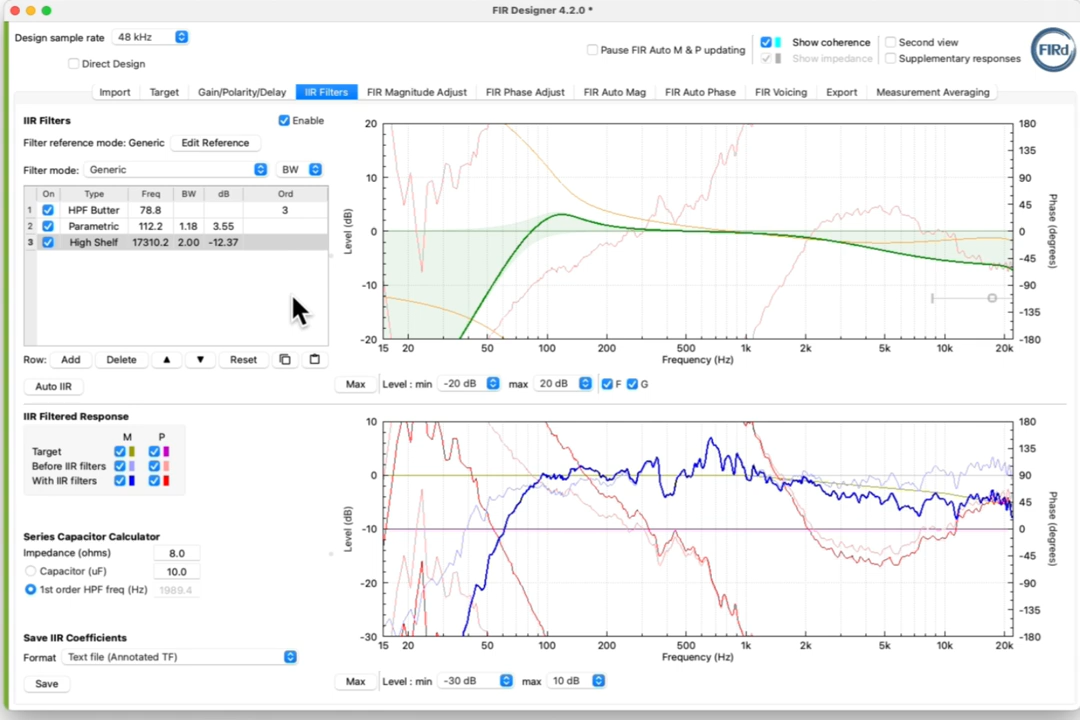 FIR Designer 4.2.0 *
Design sample rate 48 kHz
Direct Design
Pause FIR Auto M & P updating
Show coherence
Show impedance
Second view
Supplementary responses
FIRd
Import Target Gain/Polarity/Delay IIR Filters FIR Magnitude Adjust FIR Phase Adjust FIR Auto Mag FIR Auto Phase FIR Voicing Export Measurement Averaging
IIR Filters Enable
Filter reference mode: Generic Edit Reference
Filter mode: Generic BW
On Type Freq BW dB Ord
1 HPF Butter 78.8 3
2 Parametric 112.2 1.18 3.55
3 High Shelf 17310.2 2.00 -12.37
Row: Add Delete ▲ ▼ Reset
Auto IIR
20
10
0
-10
-20
Level (dB)
180
135
90
45
0
-45
-90
-135
-180
Phase (degrees)
15 20 50 100 200 500 1k 2k 5k 10k 20k
Frequency (Hz)
Max Level : min -20 dB max 20 dB F G
IIR Filtered Response
M P
Target
Before IIR filters
With IIR filters
Series Capacitor Calculator
Impedance (ohms) 8.0
Capacitor (uF) 10.0
1st order HPF freq (Hz) 1989.4
Save IIR Coefficients
Format Text file (Annotated TF)
Save
10
0
-10
-20
-30
Level (dB)
180
135
90
45
0
-45
-90
-135
-180
Phase (degrees)
15 20 50 100 200 500 1k 2k 5k 10k 20k
Frequency (Hz)
Max Level : min -30 dB max 10 dB